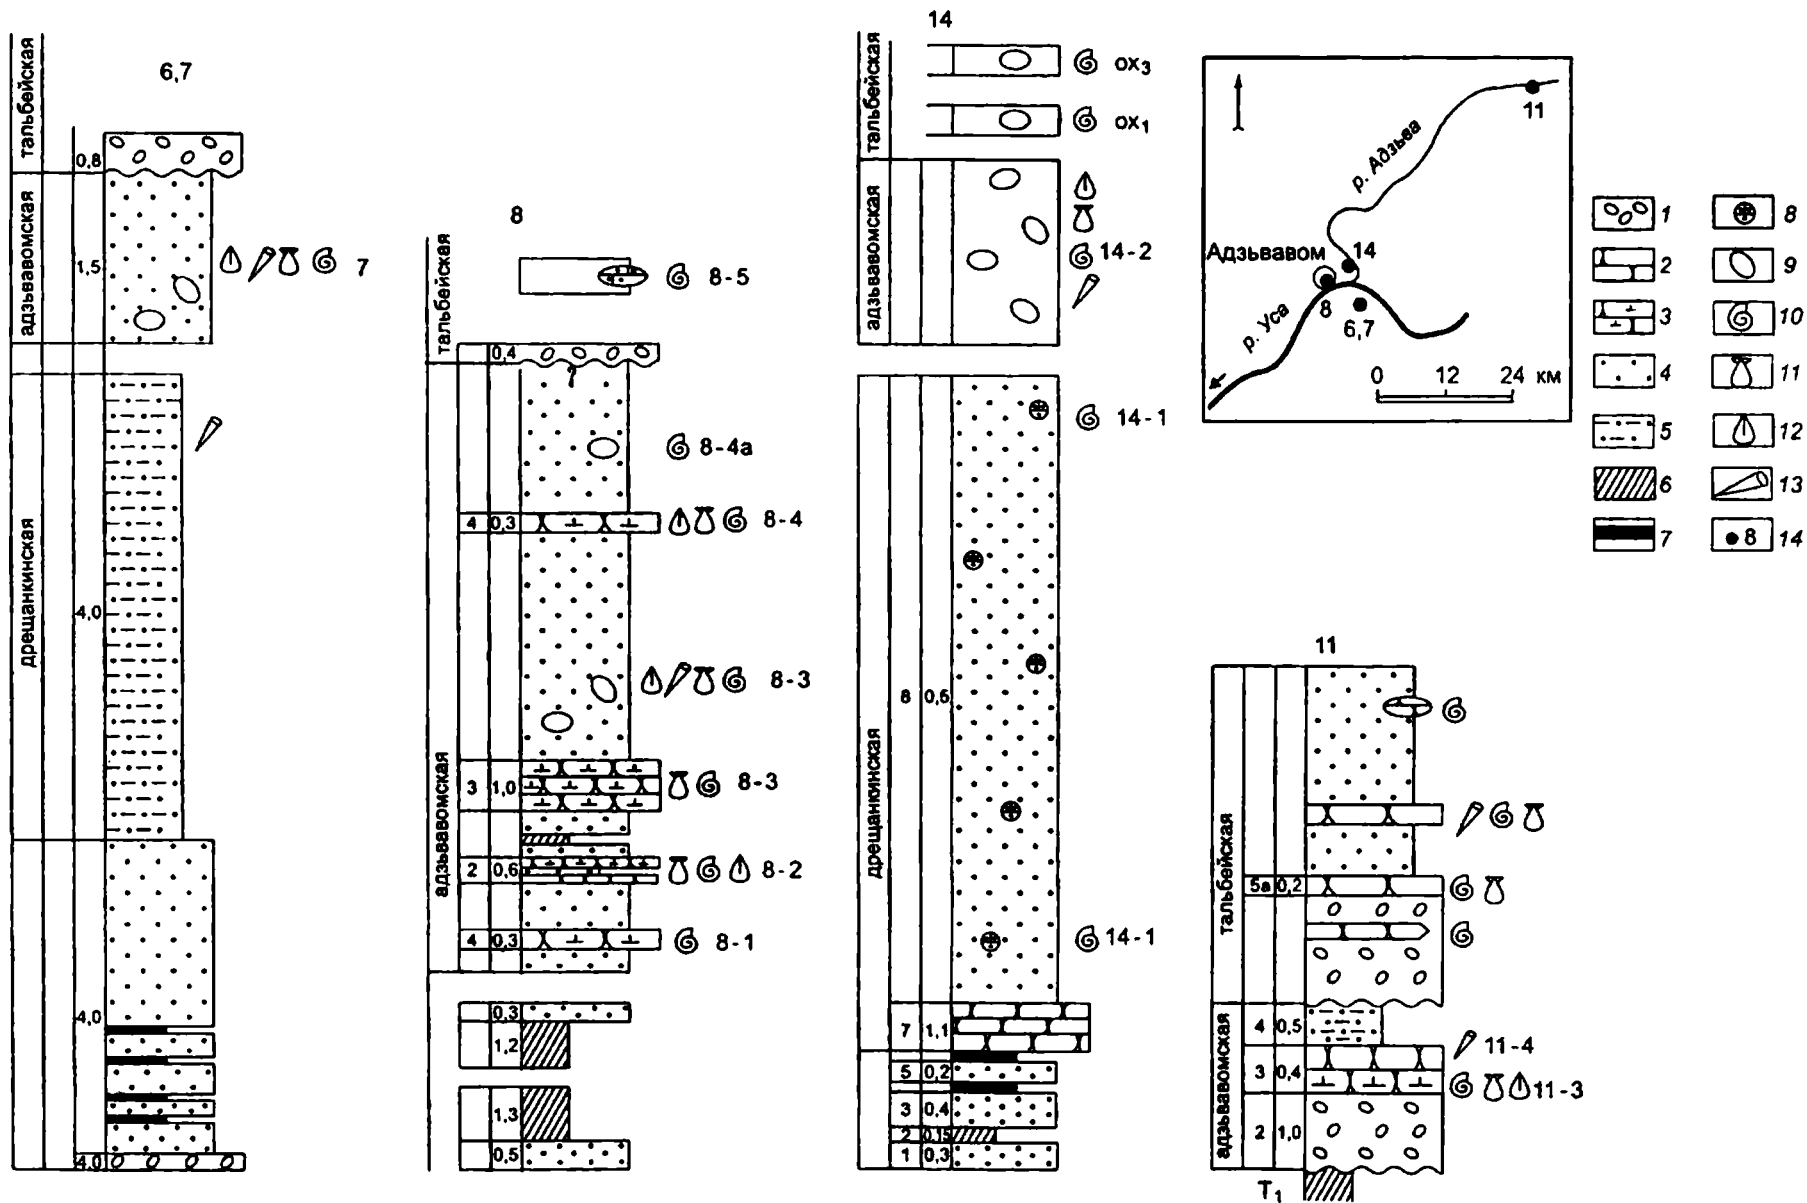 6,7
тальбейская
0,8
адзьвавомская
1,5
7
дрещанкинская
4,0
4,0
4,0
8
тальбейская
8-5
0,4
?
8-4а
4 0,3 8-4
8-3
адзьвавомская
3 1,0 8-3
2 0,6 8-2
4 0,3 8-1
0,3
1,2
1,3
0,5
14
тальбейская
ox₃
ox₁
адзьвавомская
14-2
14-1
дрещанкинская
8 0,6
14-1
7 1,1
5 0,2
3 0,4
2 0,15
1 0,3
11
р. Адзьва
Адзьвавом
14
8
6,7
р. Уса
0 12 24 км
1
2
3
4
5
6
7
8
9
10
11
12
13
8 14
11
тальбейская
5а 0,2
адзьвавомская
4 0,5
11-4
3 0,4
11-3
2 1,0
T₁